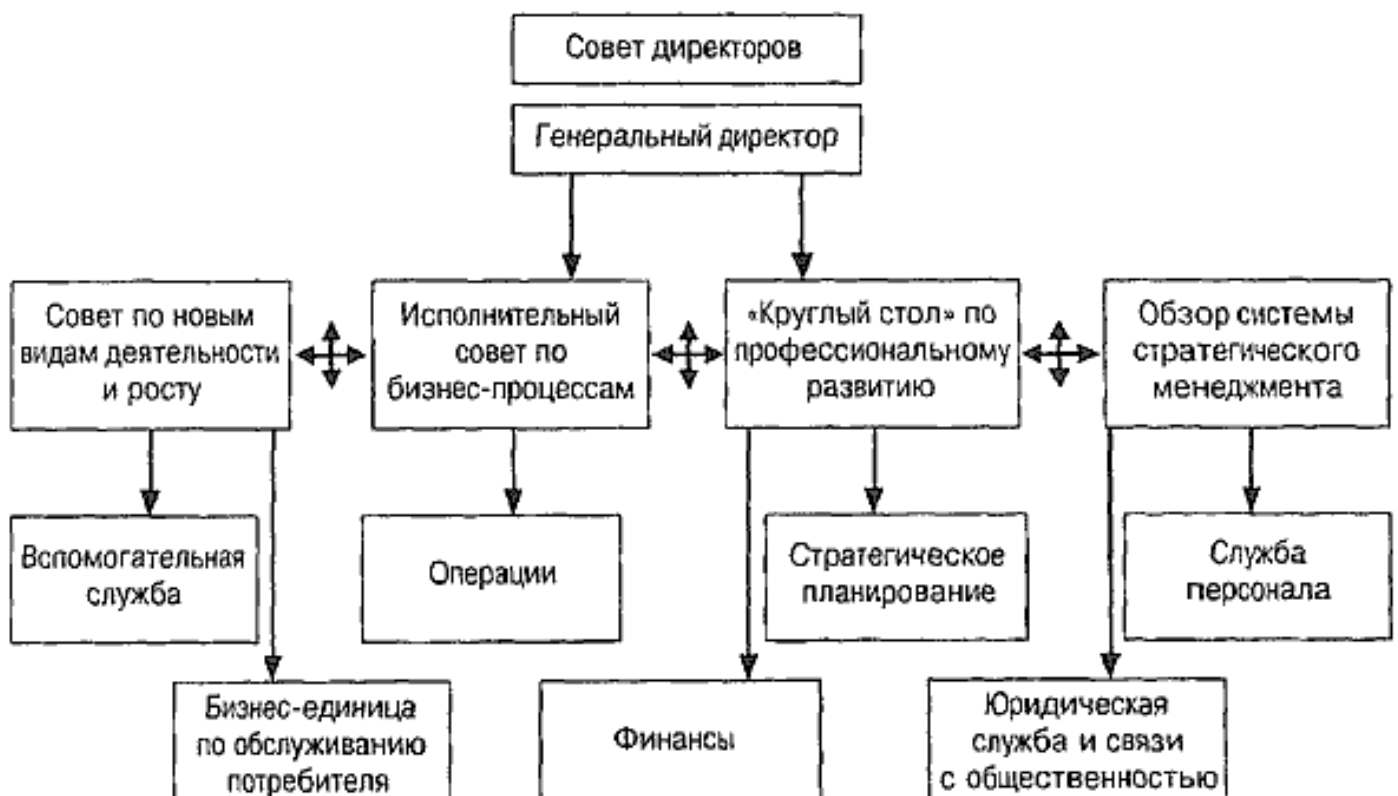 Совет директоров
Генеральный директор
Совет по новым
видам деятельности
и росту
Исполнительный
совет по
бизнес-процессам
«Круглый стол» по
профессиональному
развитию
Обзор системы
стратегического
менеджмента
Вспомогательная
служба
Операции
Стратегическое
планирование
Служба
персонала
Бизнес-единица
по обслуживанию
потребителя
Финансы
Юридическая
служба и связи
с общественностью